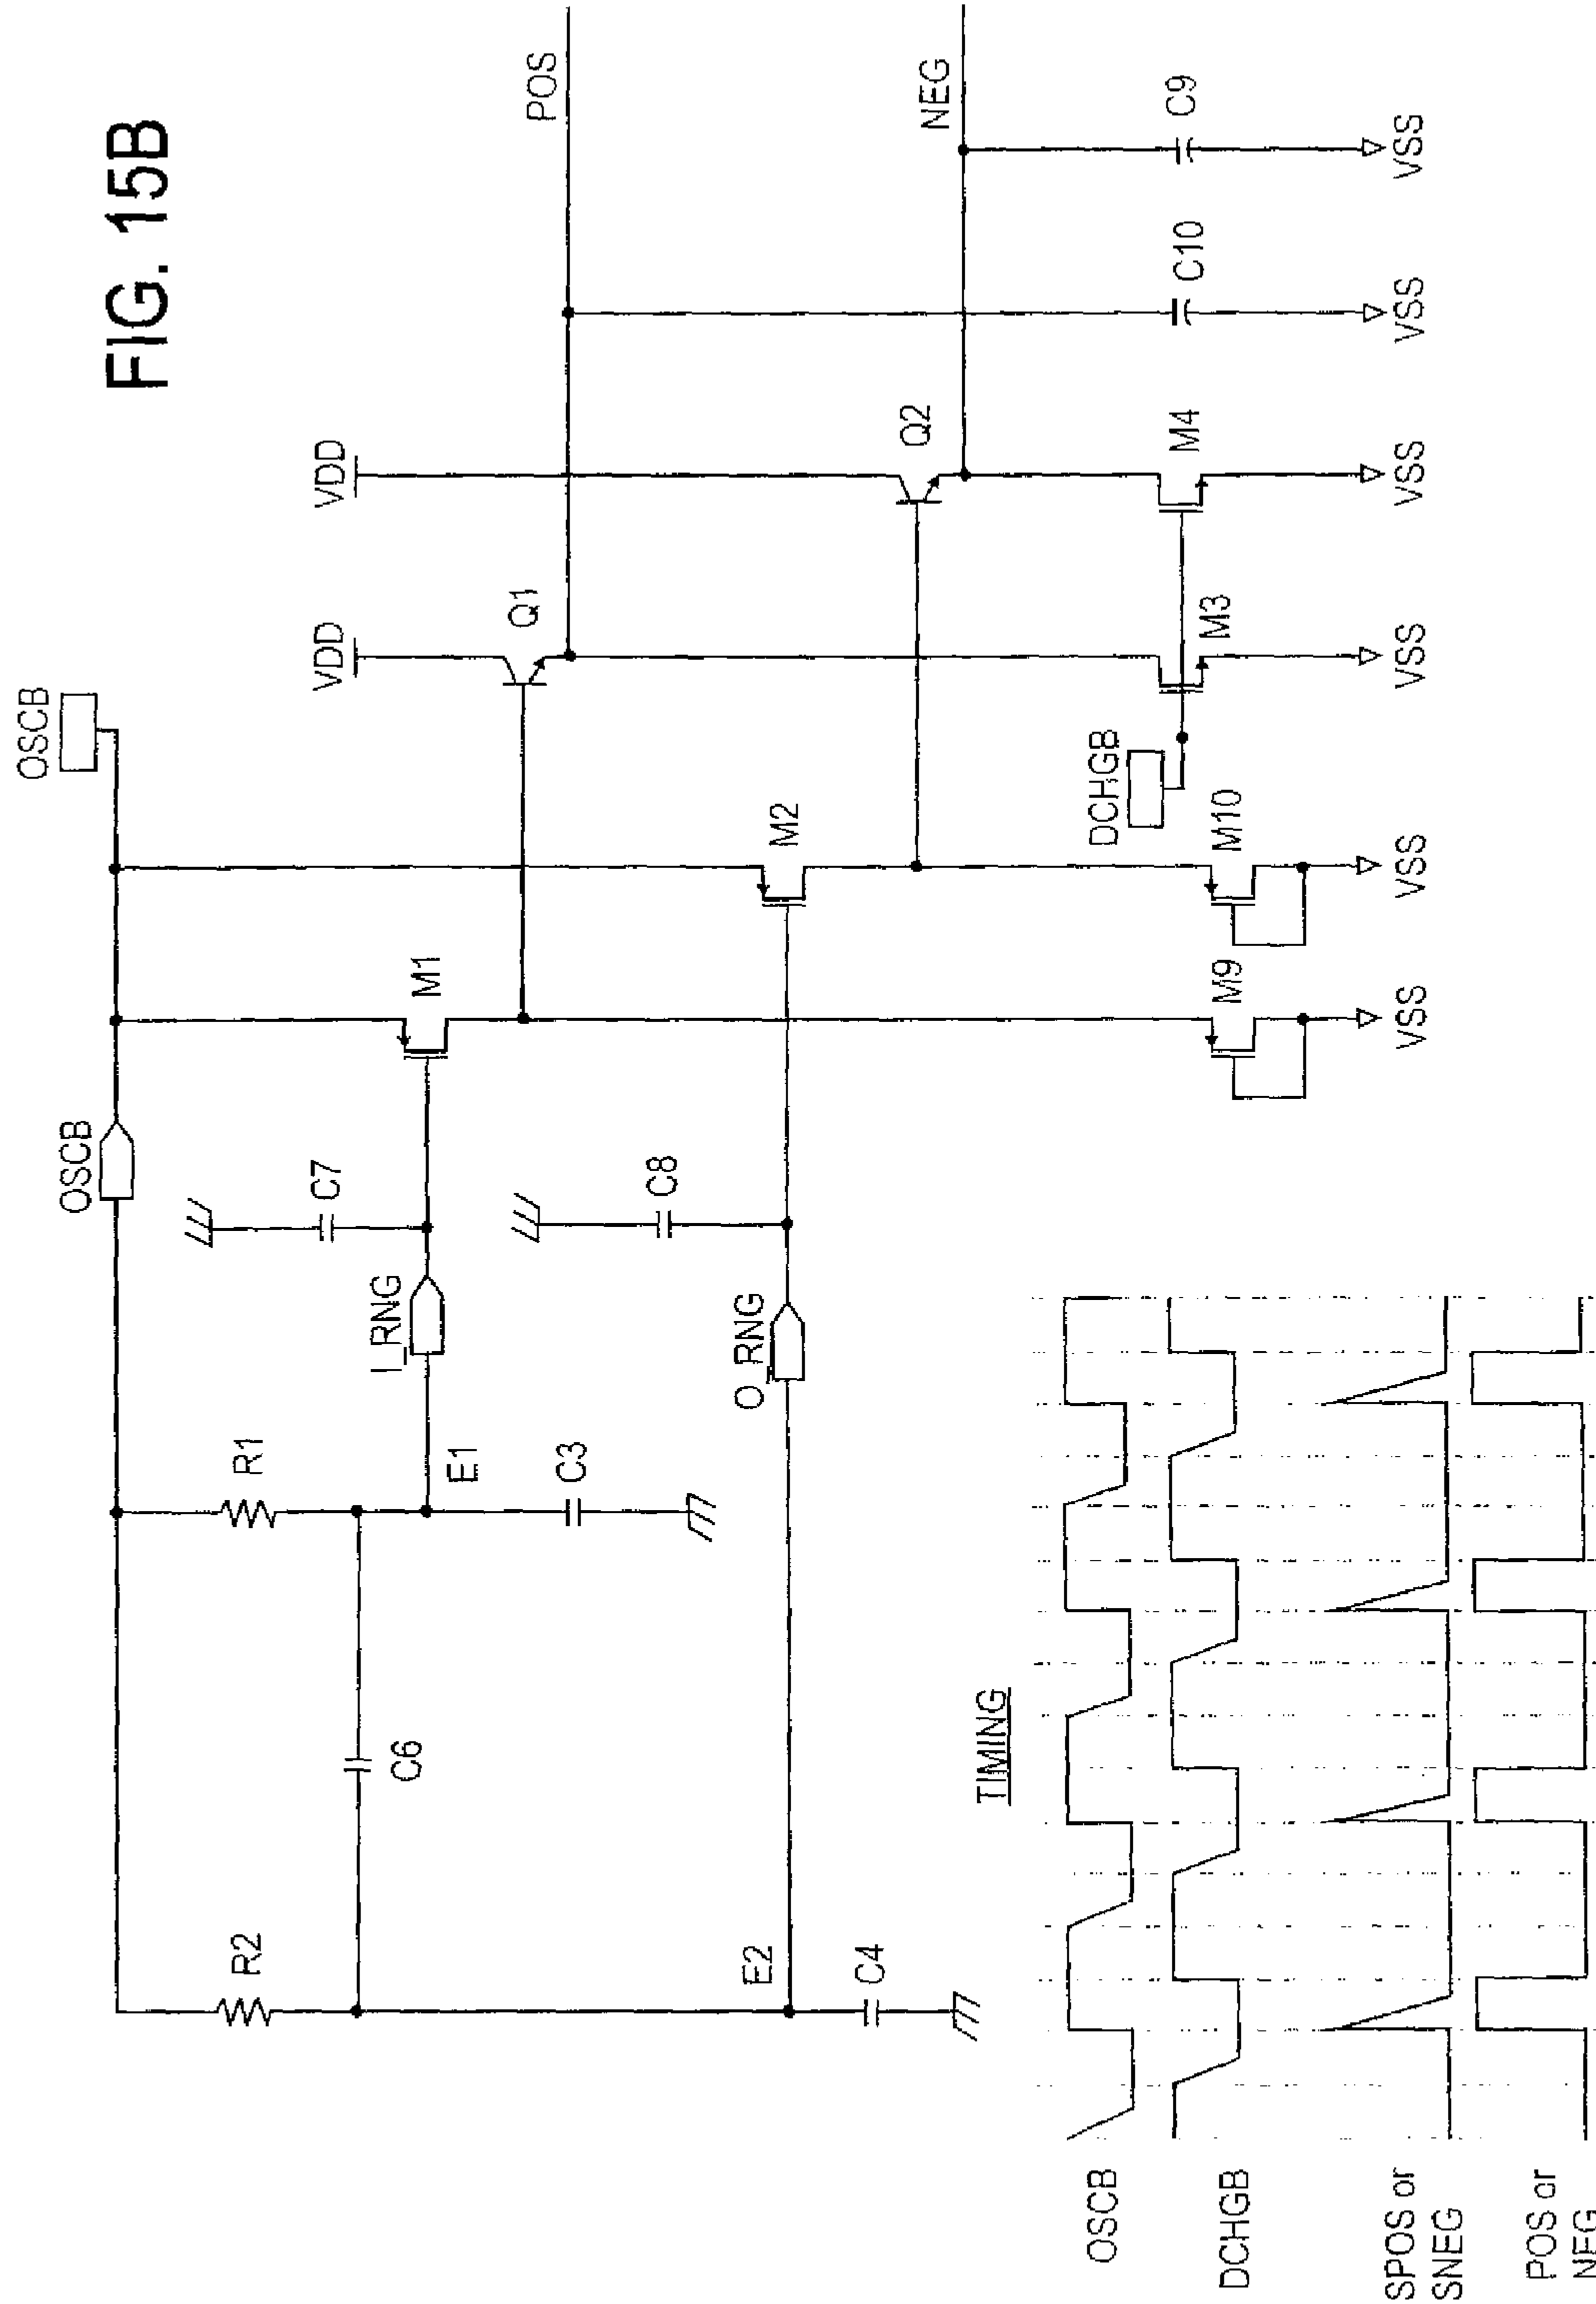 FIG. 15B
OSCB
OSCB
VDD
VDD
POS
R2
R1
C7
M1
Q1
I_RNG
E1
C6
C3
C8
M2
Q2
NEG
E2
O_RNG
C4
DCHGB
M9
M10
M3
M4
C10
C9
VSS
VSS
VSS
VSS
VSS
VSS
TIMING
OSCB
DCHGB
SPOS or
SNEG
POS or
NEG